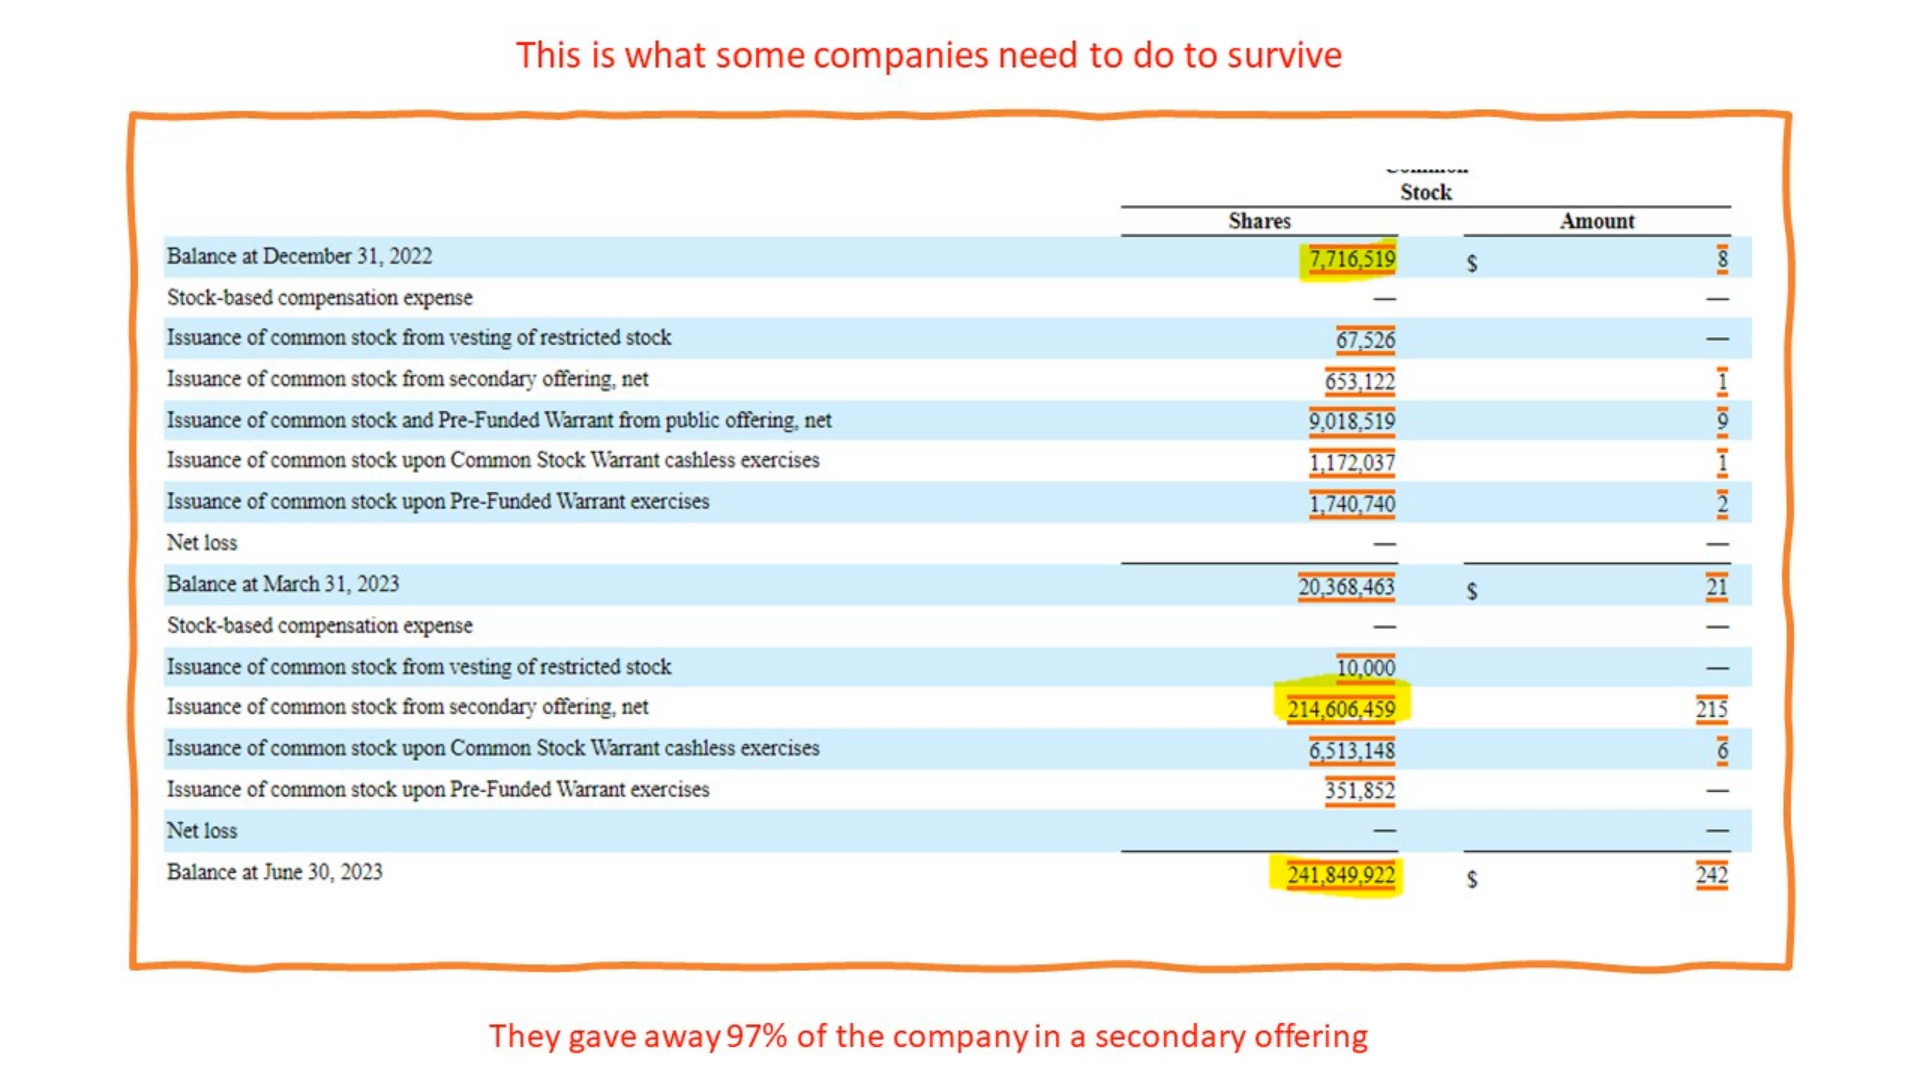 This is what some companies need to do to survive
Common
Stock
Shares Amount
Balance at December 31, 2022 7,716,519 $ 8
Stock-based compensation expense — —
Issuance of common stock from vesting of restricted stock 67,526 —
Issuance of common stock from secondary offering, net 653,122 1
Issuance of common stock and Pre-Funded Warrant from public offering, net 9,018,519 9
Issuance of common stock upon Common Stock Warrant cashless exercises 1,172,037 1
Issuance of common stock upon Pre-Funded Warrant exercises 1,740,740 2
Net loss — —
Balance at March 31, 2023 20,368,463 $ 21
Stock-based compensation expense — —
Issuance of common stock from vesting of restricted stock 10,000 —
Issuance of common stock from secondary offering, net 214,606,459 215
Issuance of common stock upon Common Stock Warrant cashless exercises 6,513,148 6
Issuance of common stock upon Pre-Funded Warrant exercises 351,852 —
Net loss — —
Balance at June 30, 2023 241,849,922 $ 242
They gave away 97% of the company in a secondary offering